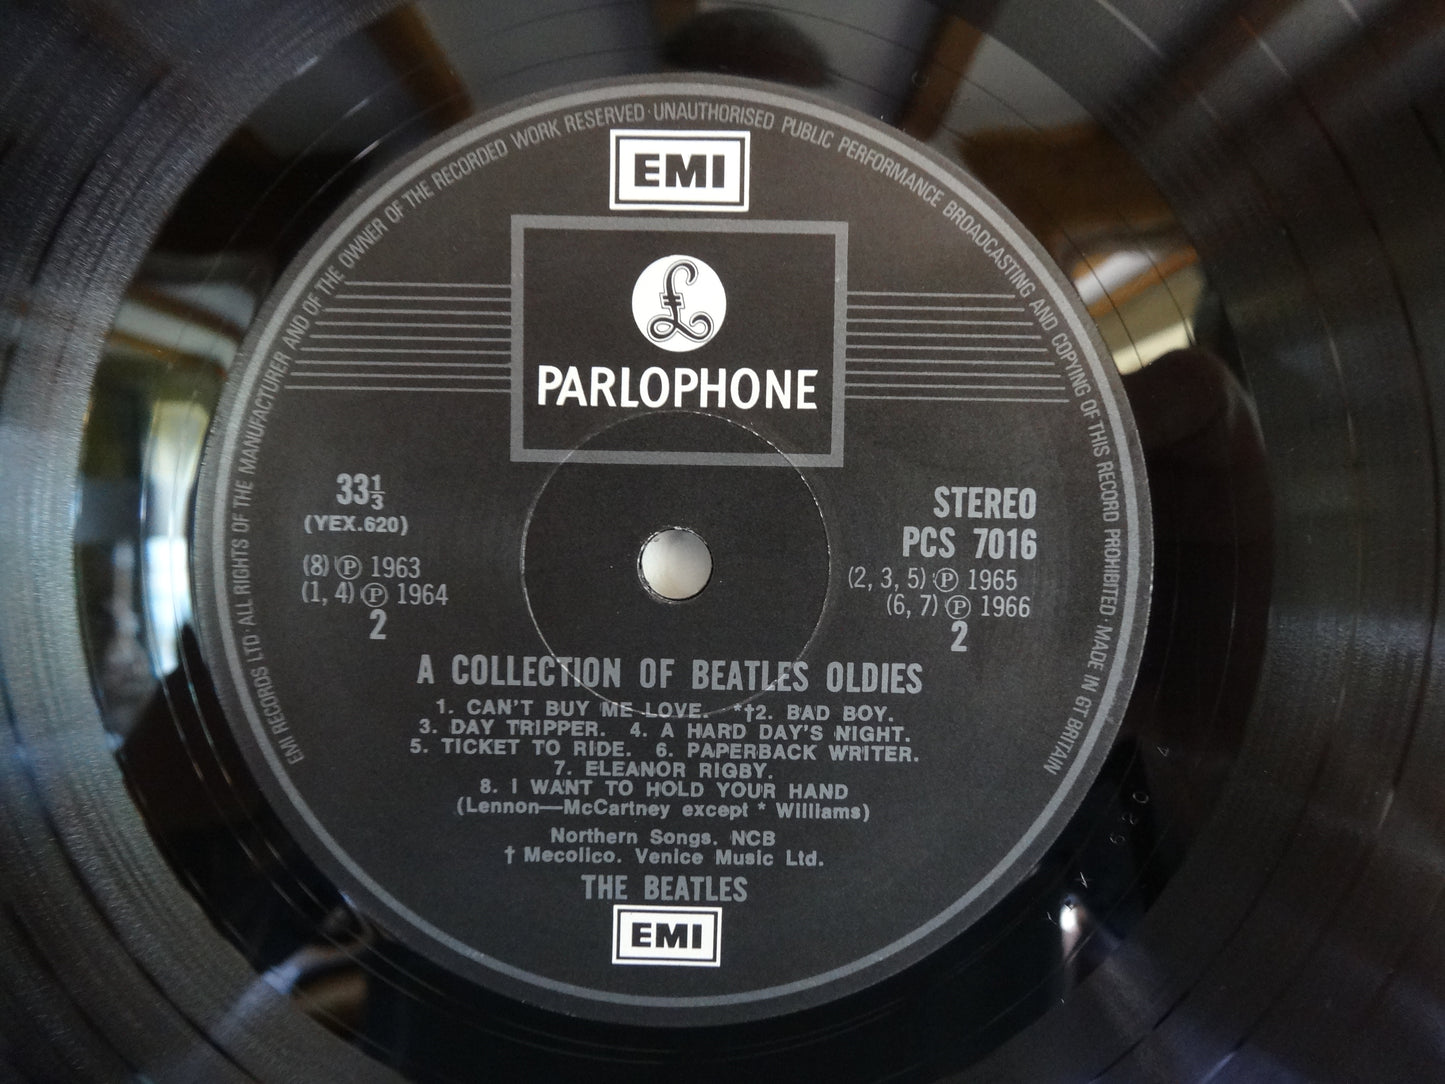 EMI RECORDS LTD · ALL RIGHTS OF THE MANUFACTURER AND OF THE OWNER OF THE RECORDED WORK RESERVED · UNAUTHORISED PUBLIC PERFORMANCE BROADCASTING AND COPYING OF THIS RECORD PROHIBITED · MADE IN GT BRITAIN
EMI
£
PARLOPHONE
33⅓
(YEX.620)
(8) ℗ 1963
(1, 4) ℗ 1964
2
STEREO
PCS 7016
(2, 3, 5) ℗ 1965
(6, 7) ℗ 1966
2
A COLLECTION OF BEATLES OLDIES
1. CAN'T BUY ME LOVE. *†2. BAD BOY.
3. DAY TRIPPER. 4. A HARD DAY'S NIGHT.
5. TICKET TO RIDE. 6. PAPERBACK WRITER.
7. ELEANOR RIGBY.
8. I WANT TO HOLD YOUR HAND
(Lennon—McCartney except * Williams)
Northern Songs. NCB
† Mecolico. Venice Music Ltd.
THE BEATLES
EMI